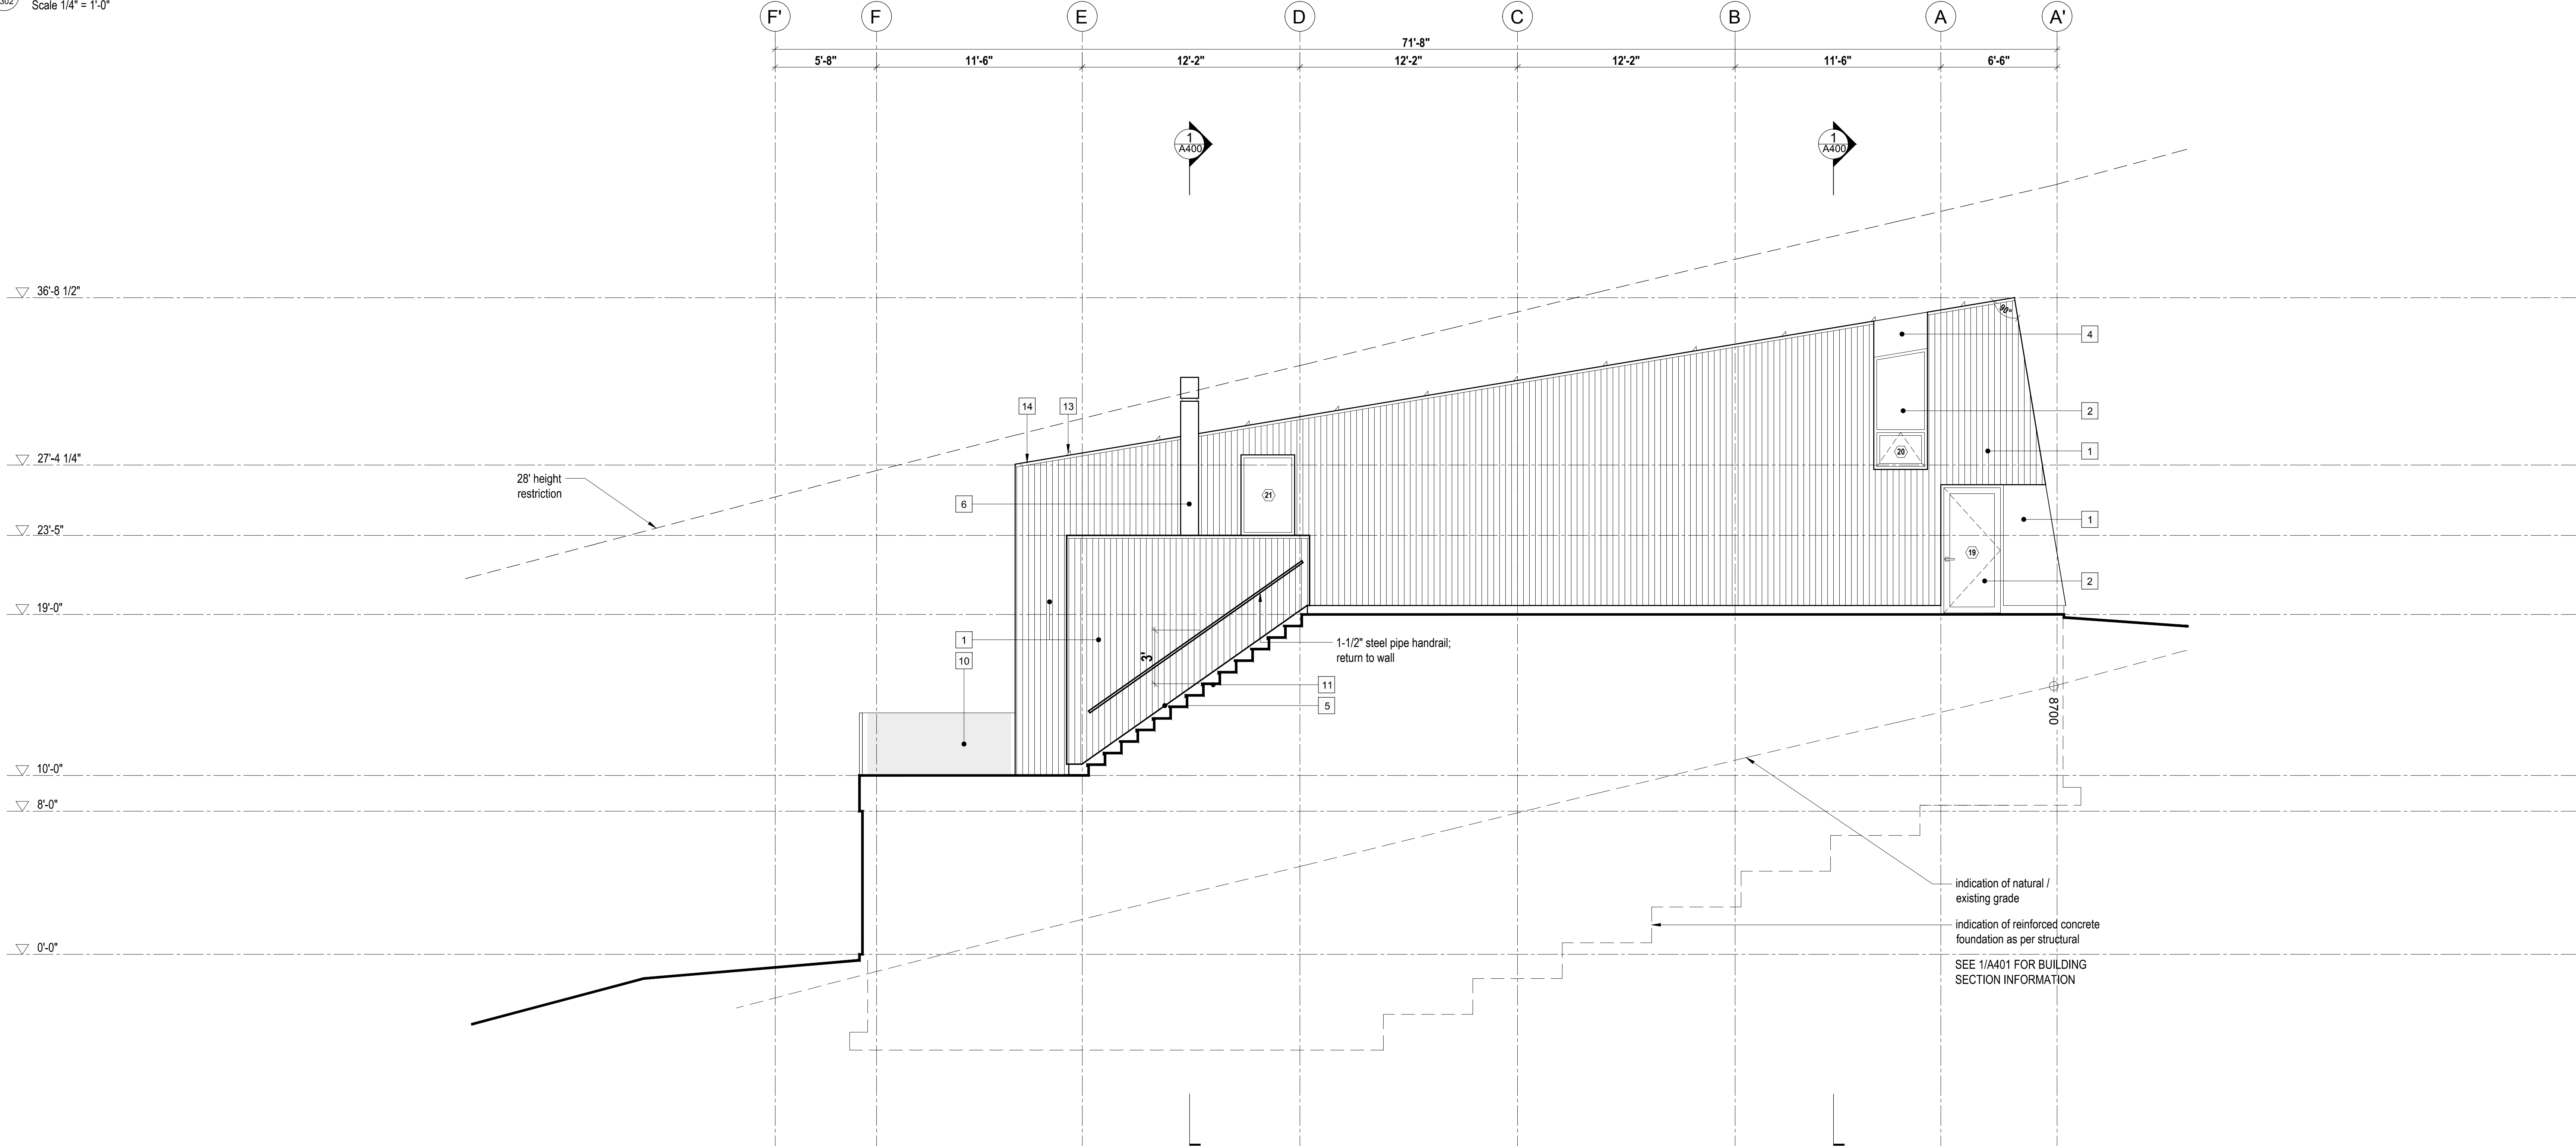 302
Scale 1/4" = 1'-0"
F'
F
E
D
C
B
A
A'
71'-8"
5'-8"
11'-6"
12'-2"
12'-2"
12'-2"
11'-6"
6'-6"
1
A400
1
A400
36'-8 1/2"
90°
4
14
13
2
27'-4 1/4"
28' height
restriction
20
1
6
21
23'-5"
1
19
2
19'-0"
1
3'
1-1/2" steel pipe handrail;
return to wall
10
11
5
8700
10'-0"
8'-0"
indication of natural /
existing grade
indication of reinforced concrete
foundation as per structural
0'-0"
SEE 1/A401 FOR BUILDING
SECTION INFORMATION